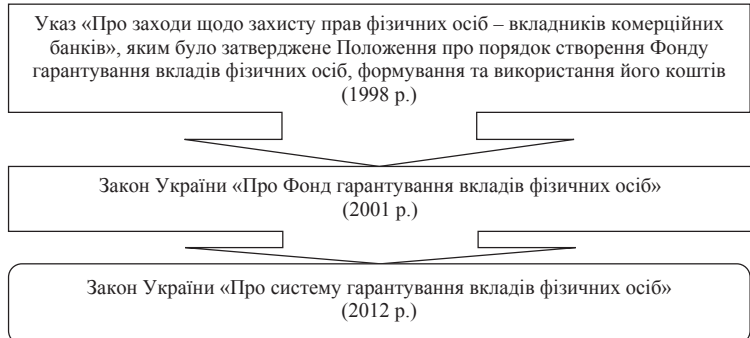 Указ «Про заходи щодо захисту прав фізичних осіб – вкладників комерційних
банків», яким було затверджене Положення про порядок створення Фонду
гарантування вкладів фізичних осіб, формування та використання його коштів
(1998 р.)
Закон України «Про Фонд гарантування вкладів фізичних осіб»
(2001 р.)
Закон України «Про систему гарантування вкладів фізичних осіб»
(2012 р.)